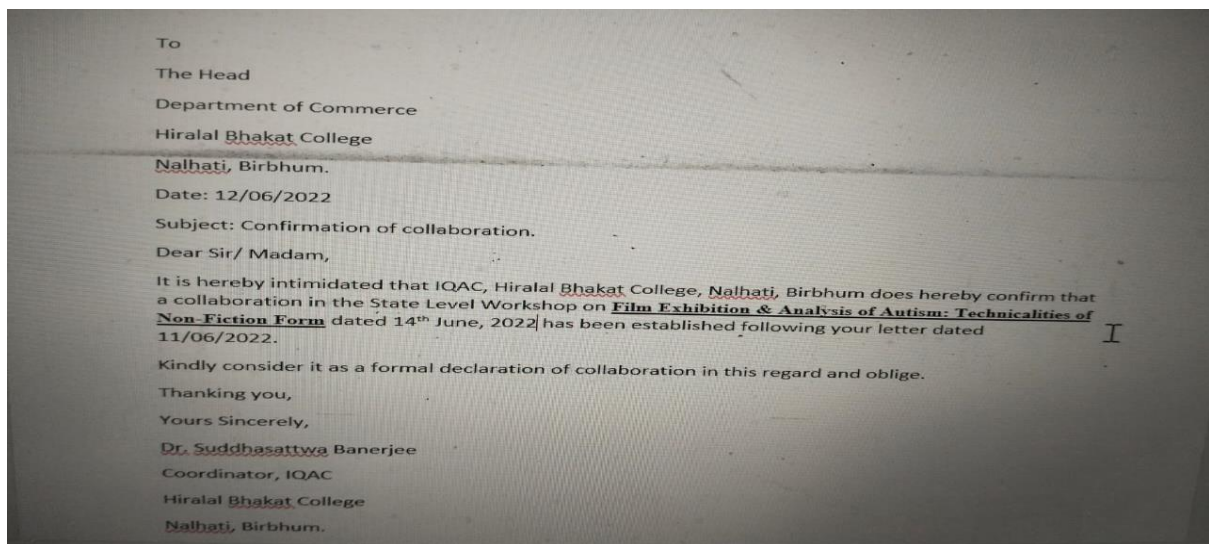 To
The Head
Department of Commerce
Hiralal Bhakat College
Nalhati, Birbhum.
Date: 12/06/2022
Subject: Confirmation of collaboration.
Dear Sir/ Madam,
It is hereby intimidated that IQAC, Hiralal Bhakat College, Nalhati, Birbhum does hereby confirm that
a collaboration in the State Level Workshop on Film Exhibition & Analysis of Autism: Technicalities of
Non-Fiction Form dated 14th June, 2022 has been established following your letter dated
11/06/2022.
Kindly consider it as a formal declaration of collaboration in this regard and oblige.
Thanking you,
Yours Sincerely,
Dr. Suddhasattwa Banerjee
Coordinator, IQAC
Hiralal Bhakat College
Nalhati, Birbhum.